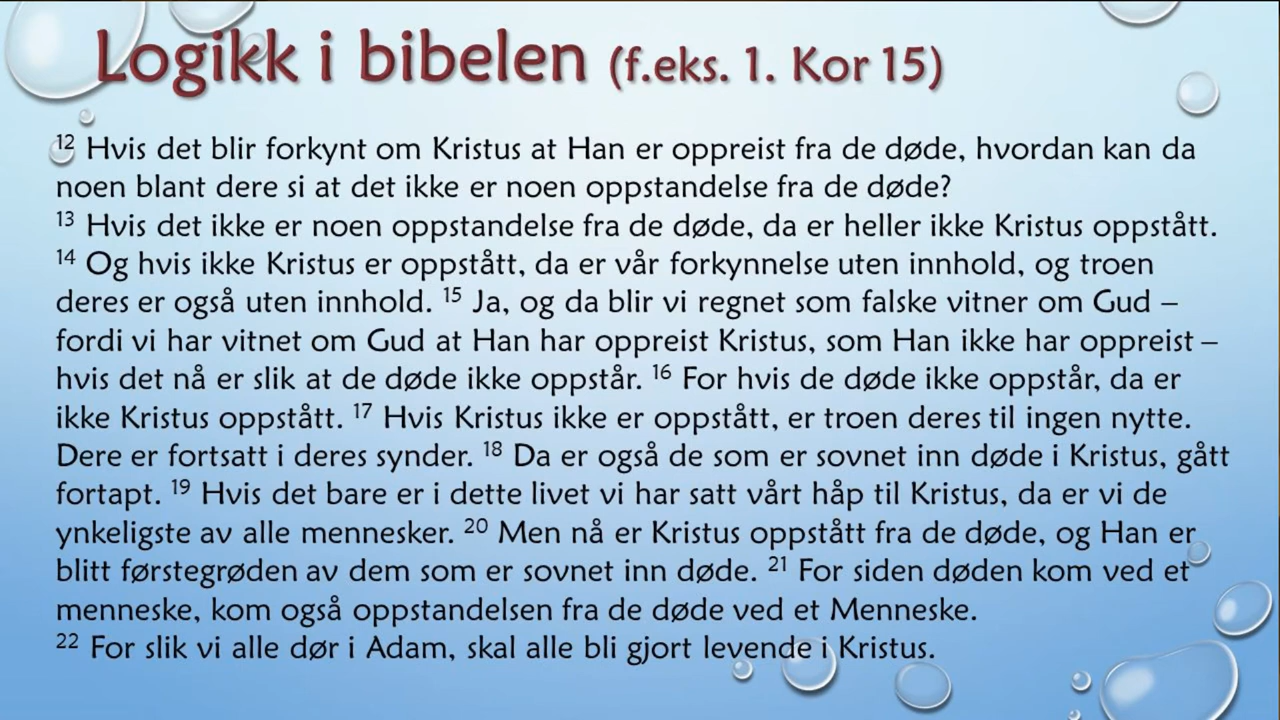 Logikk i bibelen (f.eks. 1. Kor 15)
12 Hvis det blir forkynt om Kristus at Han er oppreist fra de døde, hvordan kan da
noen blant dere si at det ikke er noen oppstandelse fra de døde?
13 Hvis det ikke er noen oppstandelse fra de døde, da er heller ikke Kristus oppstått.
14 Og hvis ikke Kristus er oppstått, da er vår forkynnelse uten innhold, og troen
deres er også uten innhold. 15 Ja, og da blir vi regnet som falske vitner om Gud –
fordi vi har vitnet om Gud at Han har oppreist Kristus, som Han ikke har oppreist –
hvis det nå er slik at de døde ikke oppstår. 16 For hvis de døde ikke oppstår, da er
ikke Kristus oppstått. 17 Hvis Kristus ikke er oppstått, er troen deres til ingen nytte.
Dere er fortsatt i deres synder. 18 Da er også de som er sovnet inn døde i Kristus, gått
fortapt. 19 Hvis det bare er i dette livet vi har satt vårt håp til Kristus, da er vi de
ynkeligste av alle mennesker. 20 Men nå er Kristus oppstått fra de døde, og Han er
blitt førstegrøden av dem som er sovnet inn døde. 21 For siden døden kom ved et
menneske, kom også oppstandelsen fra de døde ved et Menneske.
22 For slik vi alle dør i Adam, skal alle bli gjort levende i Kristus.